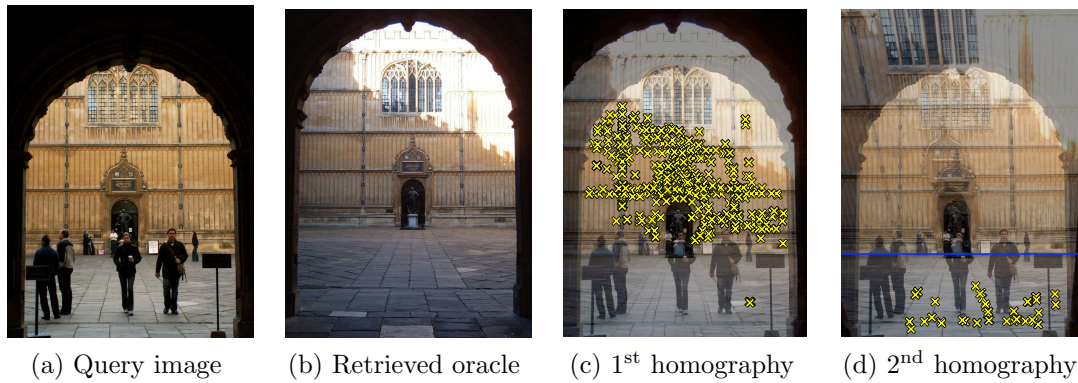 (a) Query image
(b) Retrieved oracle
(c) 1st homography
(d) 2nd homography